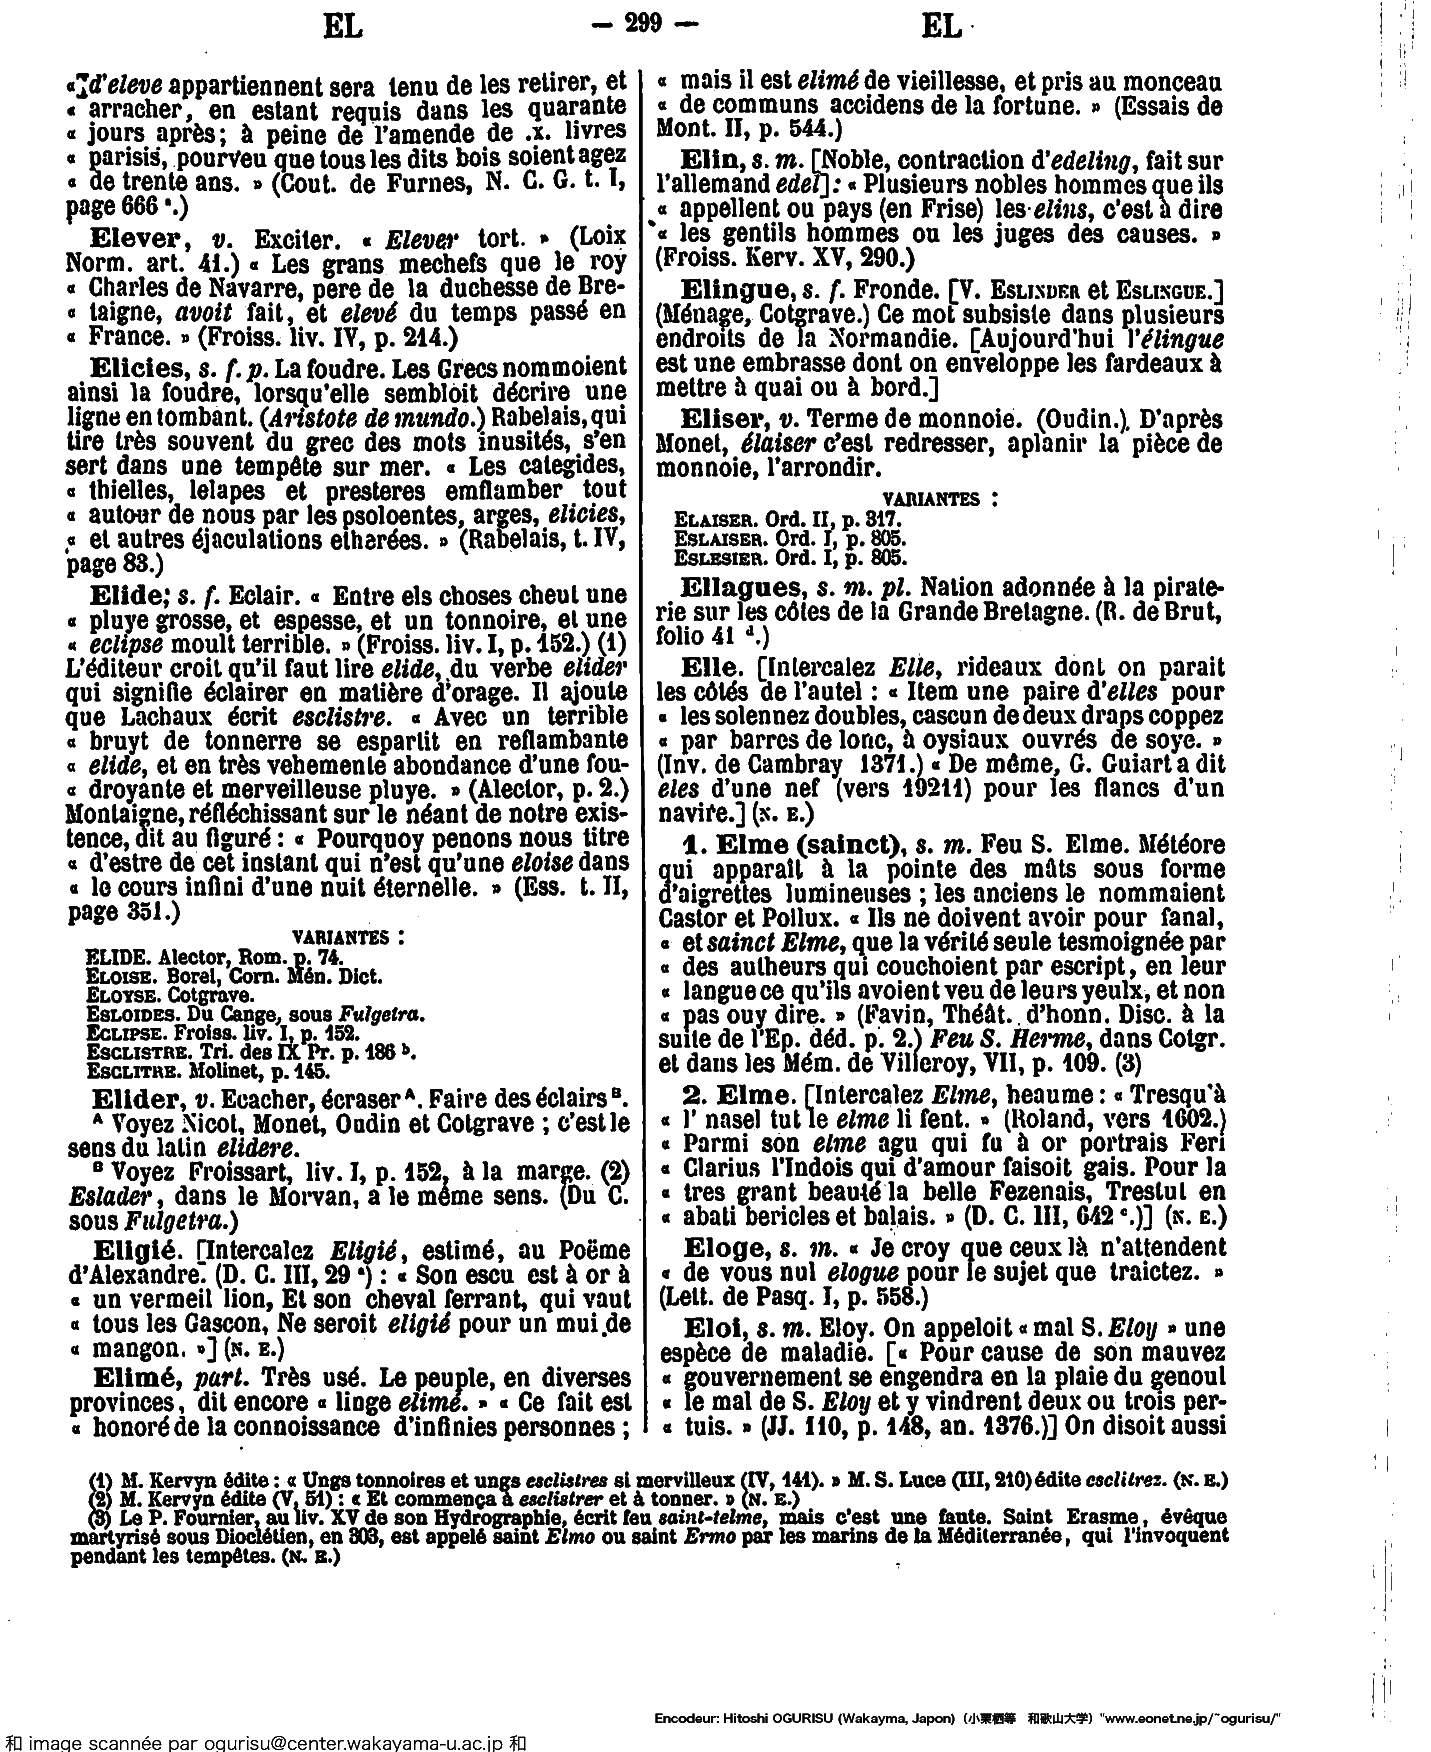 EL — 299 — EL
« d'eleve appartiennent sera tenu de les retirer, et
« arracher, en estant requis dans les quarante
« jours après; à peine de l'amende de .x. livres
« parisis, pourveu que tous les dits bois soient agez
« de trente ans. » (Cout. de Furnes, N. C. G. t. I,
page 666 ª.)
Elever, v. Exciter. « Elever tort. » (Loix
Norm. art. 41.) « Les grans mechefs que le roy
« Charles de Navarre, pere de la duchesse de Bre-
« taigne, avoit fait, et elevé du temps passé en
« France. » (Froiss. liv. IV, p. 214.)
Elicies, s. f. p. La foudre. Les Grecs nommoient
ainsi la foudre, lorsqu'elle sembloit décrire une
ligne en tombant. (Aristote de mundo.) Rabelais, qui
tire très souvent du grec des mots inusités, s'en
sert dans une tempête sur mer. « Les categides,
« thielles, lelapes et presteres emflamber tout
« autour de nous par les psoloentes, arges, elicies,
« et autres éjaculations etharées. » (Rabelais, t. IV,
page 83.)
Elide; s. f. Eclair. « Entre els choses cheut une
« pluye grosse, et espesse, et un tonnoire, et une
« eclipse moult terrible. » (Froiss. liv. I, p. 152.) (1)
L'éditeur croit qu'il faut lire elide, du verbe elider
qui signifie éclairer en matière d'orage. Il ajoute
que Lachaux écrit esclistre. « Avec un terrible
« bruyt de tonnerre se espartit en reflambante
« elide, et en très vehemente abondance d'une fou-
« droyante et merveilleuse pluye. » (Alector, p. 2.)
Montaigne, réfléchissant sur le néant de notre exis-
tence, dit au figuré : « Pourquoy penons nous titre
« d'estre de cet instant qui n'est qu'une eloise dans
« le cours infini d'une nuit éternelle. » (Ess. t. II,
page 351.)
VARIANTES :
ELIDE. Alector, Rom. p. 74.
ELOISE. Borel, Corn. Mén. Dict.
ELOYSE. Cotgrave.
ESLOIDES. Du Cange, sous Fulgetra.
ECLIPSE. Froiss. liv. I, p. 152.
ESCLISTRE. Tri. des IX Pr. p. 186 b.
ESCLITRE. Molinet, p. 145.
Elider, v. Ecacher, écraser A. Faire des éclairs B.
A Voyez Nicot, Monet, Oudin et Cotgrave ; c'est le
sens du latin elidere.
B Voyez Froissart, liv. I, p. 152, à la marge. (2)
Eslader, dans le Morvan, a le même sens. (Du C.
sous Fulgetra.)
Eligié. [Intercalez Eligié, estimé, au Poëme
d'Alexandre. (D. C. III, 29 ª) : « Son escu est à or à
« un vermeil lion, Et son cheval ferrant, qui vaut
« tous les Gascon, Ne seroit eligié pour un mui de
« mangon. »] (N. E.)
Elimé, part. Très usé. Le peuple, en diverses
provinces, dit encore « linge elimé. » « Ce fait est
« honoré de la connoissance d'infinies personnes ;
« mais il est elimé de vieillesse, et pris au monceau
« de communs accidens de la fortune. » (Essais de
Mont. II, p. 544.)
Elin, s. m. [Noble, contraction d'edeling, fait sur
l'allemand edel] : « Plusieurs nobles hommes que ils
« appellent ou pays (en Frise) les elins, c'est à dire
« les gentils hommes ou les juges des causes. »
(Froiss. Kerv. XV, 290.)
Elingue, s. f. Fronde. [V. ESLINDER et ESLINGUE.]
(Ménage, Cotgrave.) Ce mot subsiste dans plusieurs
endroits de la Normandie. [Aujourd'hui l'élingue
est une embrasse dont on enveloppe les fardeaux à
mettre à quai ou à bord.]
Eliser, v. Terme de monnoie. (Oudin.). D'après
Monet, élaiser c'est redresser, aplanir la pièce de
monnoie, l'arrondir.
VARIANTES :
ELAISER. Ord. II, p. 317.
ESLAISER. Ord. I, p. 805.
ESLESIER. Ord. I, p. 805.
Ellagues, s. m. pl. Nation adonnée à la pirate-
rie sur les côtes de la Grande Bretagne. (R. de Brut,
folio 41 d.)
Elle. [Intercalez Elle, rideaux dont on parait
les côtés de l'autel : « Item une paire d'elles pour
« les solennez doubles, cascun de deux draps coppez
« par barres de lonc, à oysiaux ouvrés de soye. »
(Inv. de Cambray 1371.) « De même, G. Guiart a dit
eles d'une nef (vers 19211) pour les flancs d'un
navire.] (N. E.)
1. Elme (sainct), s. m. Feu S. Elme. Météore
qui apparaît à la pointe des mâts sous forme
d'aigrettes lumineuses ; les anciens le nommaient
Castor et Pollux. « Ils ne doivent avoir pour fanal,
« et sainct Elme, que la vérité seule tesmoignée par
« des autheurs qui couchoient par escript, en leur
« langue ce qu'ils avoient veu de leurs yeulx, et non
« pas ouy dire. » (Favin, Théât. d'honn. Disc. à la
suite de l'Ep. déd. p. 2.) Feu S. Herme, dans Cotgr.
et dans les Mém. de Villeroy, VII, p. 109. (3)
2. Elme. [Intercalez Elme, heaume : « Tresqu'à
« l' nasel tut le elme li fent. » (Roland, vers 1602.)
« Parmi son elme agu qui fu à or portrais Feri
« Clarius l'Indois qui d'amour faisoit gais. Pour la
« tres grant beauté la belle Fezenais, Trestut en
« abati bericles et balais. » (D. C. III, 642 c.)] (N. E.)
Eloge, s. m. « Je croy que ceux là n'attendent
« de vous nul elogue pour le sujet que traictez. »
(Lett. de Pasq. I, p. 558.)
Eloi, s. m. Eloy. On appeloit « mal S. Eloy » une
espèce de maladie. [« Pour cause de son mauvez
« gouvernement se engendra en la plaie du genoul
« le mal de S. Eloy et y vindrent deux ou trois per-
« tuis. » (JJ. 110, p. 148, an. 1376.)] On disoit aussi
(1) M. Kervyn édite : « Ungs tonnoires et ungs esclistres si mervilleux (IV, 141). » M. S. Luce (III, 210) édite esclitrez. (N. E.)
(2) M. Kervyn édite (V, 51) : « Et commença à esclistrer et à tonner. » (N. E.)
(3) Le P. Fournier, au liv. XV de son Hydrographie, écrit feu saint-telme, mais c'est une faute. Saint Erasme, évêque
martyrisé sous Dioclétien, en 303, est appelé saint Elmo ou saint Ermo par les marins de la Méditerranée, qui l'invoquent
pendant les tempêtes. (N. E.)
Encodeur: Hitoshi OGURISU (Wakayma, Japon) (小栗栖等 和歌山大学) "www.eonet.ne.jp/~ogurisu/"
和 image scannée par ogurisu@center.wakayama-u.ac.jp 和